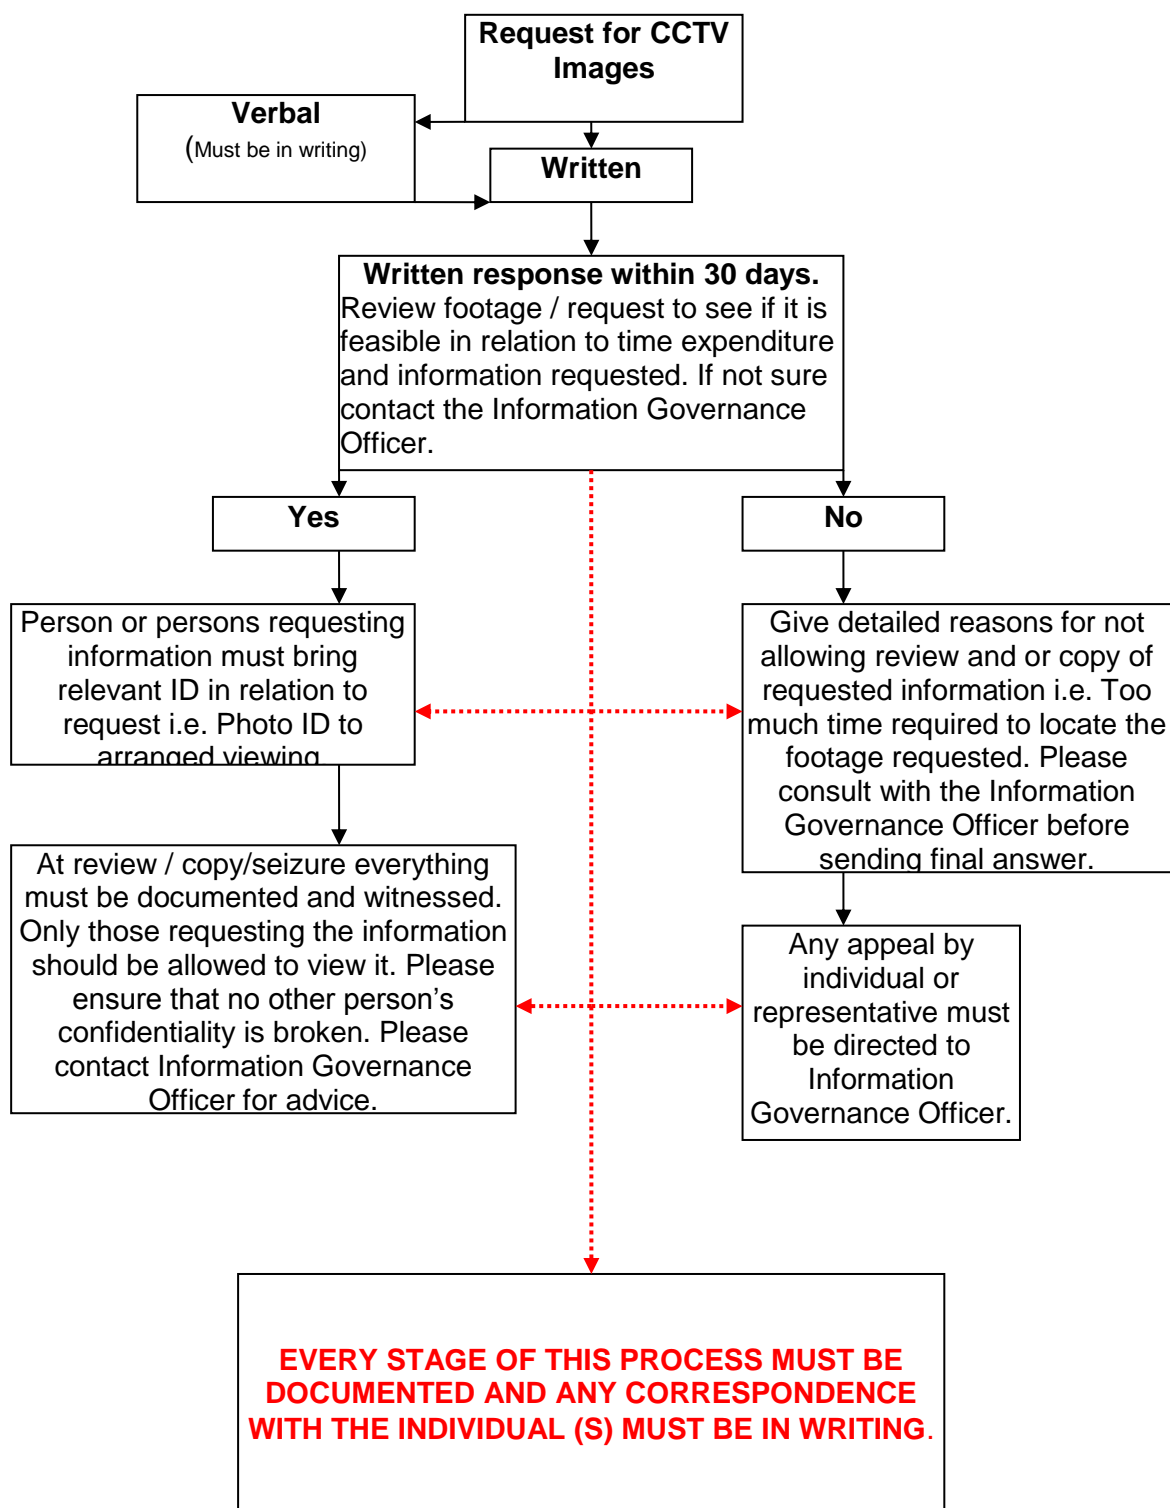 Request for CCTV
Images
Verbal
(Must be in writing)
Written
Written response within 30 days.
Review footage / request to see if it is
feasible in relation to time expenditure
and information requested. If not sure
contact the Information Governance
Officer.
Yes
No
Person or persons requesting
information must bring
relevant ID in relation to
request i.e. Photo ID to
arranged viewing
Give detailed reasons for not
allowing review and or copy of
requested information i.e. Too
much time required to locate the
footage requested. Please
consult with the Information
Governance Officer before
sending final answer.
At review / copy/seizure everything
must be documented and witnessed.
Only those requesting the information
should be allowed to view it. Please
ensure that no other person’s
confidentiality is broken. Please
contact Information Governance
Officer for advice.
Any appeal by
individual or
representative must
be directed to
Information
Governance Officer.
EVERY STAGE OF THIS PROCESS MUST BE
DOCUMENTED AND ANY CORRESPONDENCE
WITH THE INDIVIDUAL (S) MUST BE IN WRITING.